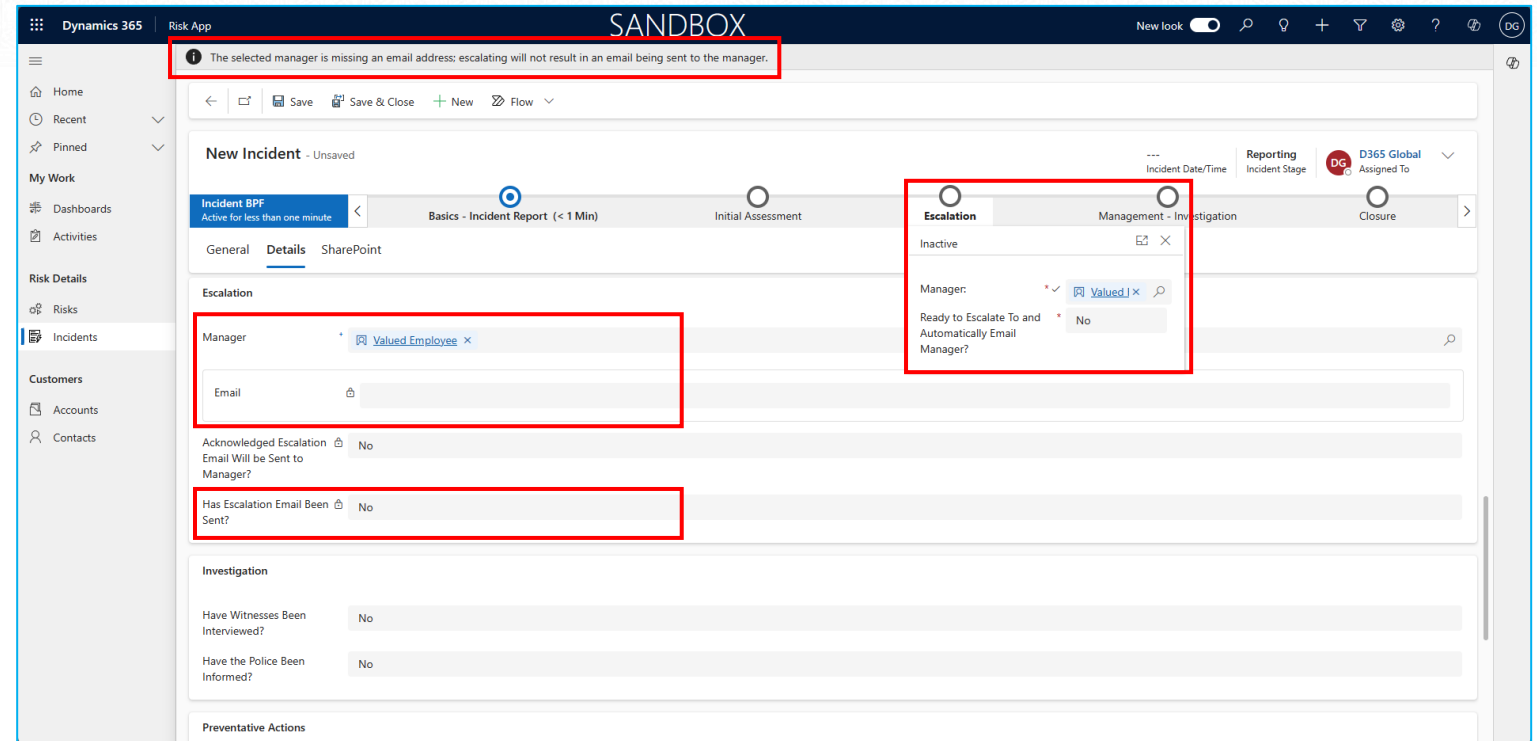 Dynamics 365
Risk App
SANDBOX
New look
DG
The selected manager is missing an email address; escalating will not result in an email being sent to the manager.
Home
Recent
Pinned
My Work
Dashboards
Activities
Risk Details
Risks
Incidents
Customers
Accounts
Contacts
Save
Save & Close
New
Flow
New Incident - Unsaved
---
Incident Date/Time
Reporting
Incident Stage
DG
D365 Global
Assigned To
Incident BPF
Active for less than one minute
Basics - Incident Report (< 1 Min)
Initial Assessment
Escalation
Management - Investigation
Closure
General
Details
SharePoint
Inactive
Manager:
*
Valued
Ready to Escalate To and
Automatically Email
Manager?
*
No
Escalation
Manager
*
Valued Employee
Email
Acknowledged Escalation
Email Will be Sent to
Manager?
No
Has Escalation Email Been
Sent?
No
Investigation
Have Witnesses Been
Interviewed?
No
Have the Police Been
Informed?
No
Preventative Actions